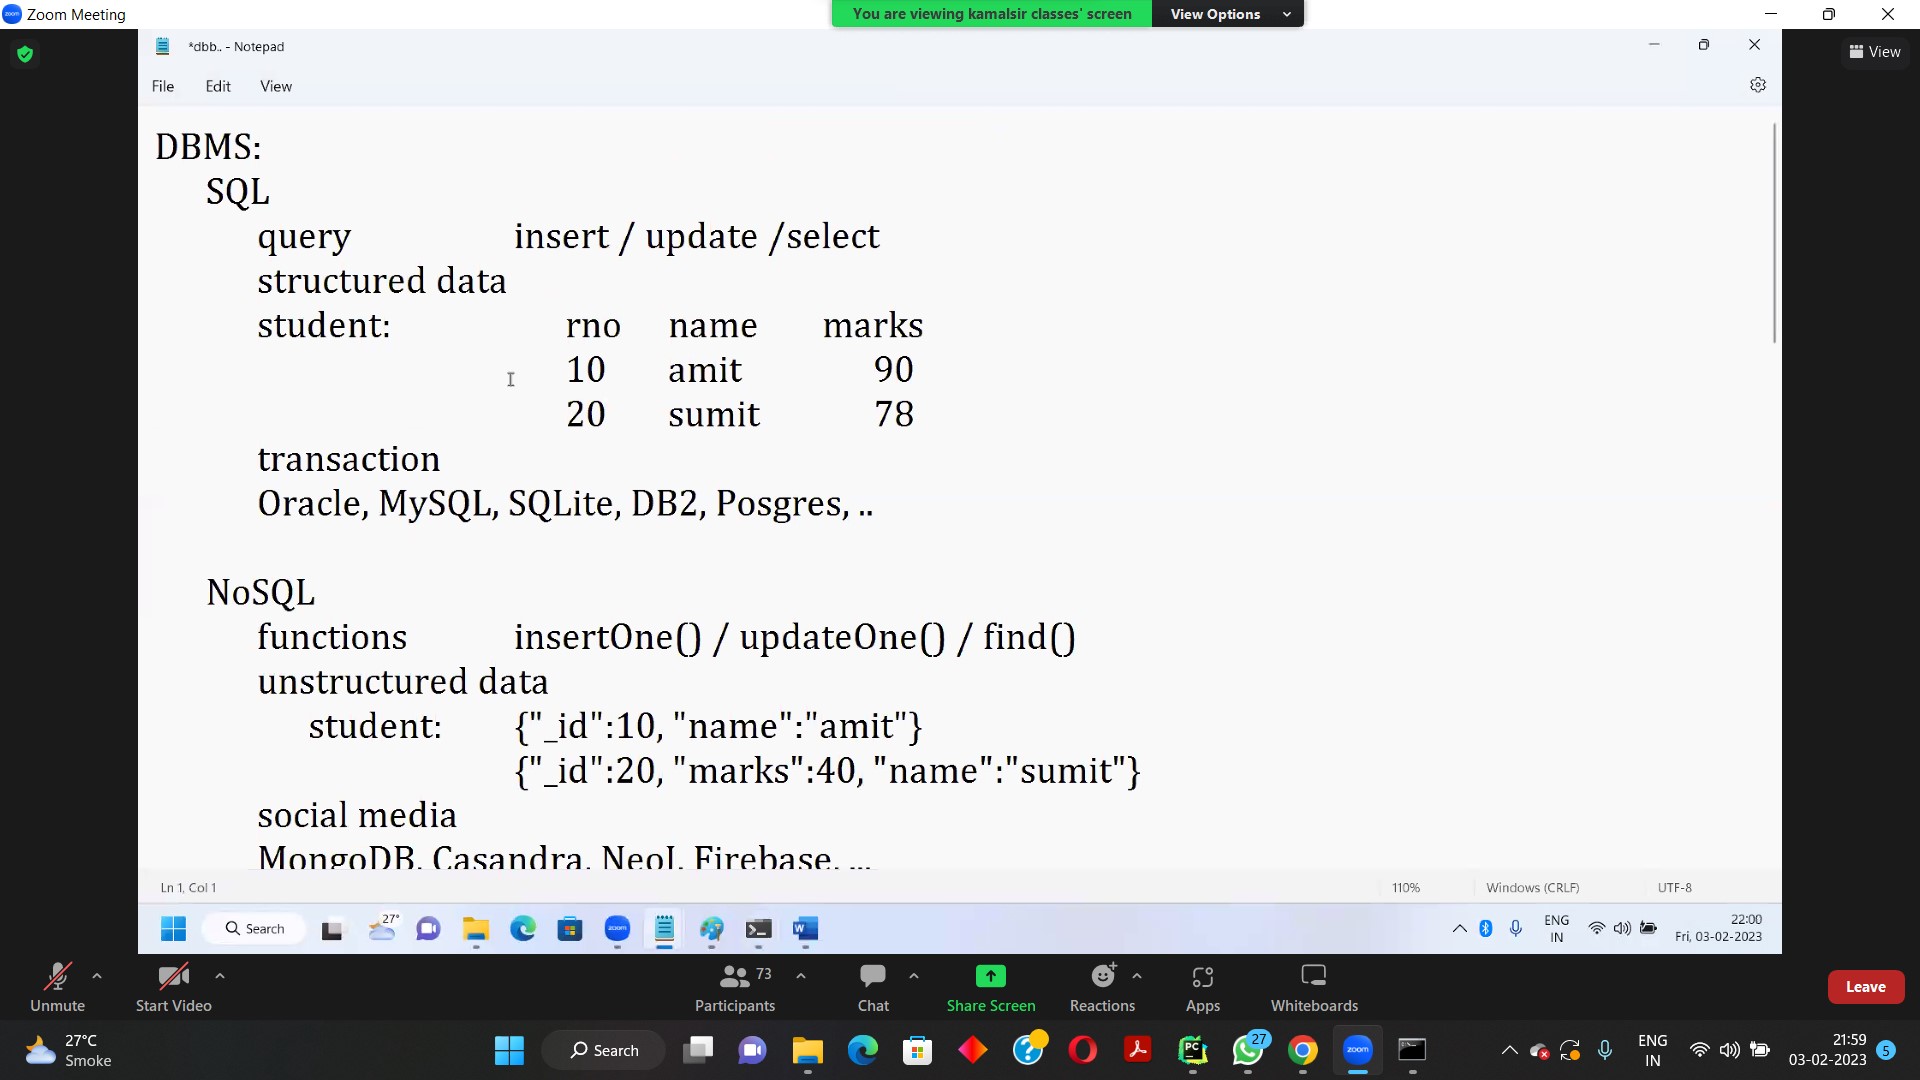 Zoom Meeting
You are viewing kamalsir classes' screen View Options
*dbb.. - Notepad
View
File Edit View
DBMS:
SQL
query insert / update /select
structured data
student: rno name marks
10 amit 90
20 sumit 78
transaction
Oracle, MySQL, SQLite, DB2, Posgres, ..
NoSQL
functions insertOne() / updateOne() / find()
unstructured data
student: {"_id":10, "name":"amit"}
{"_id":20, "marks":40, "name":"sumit"}
social media
MongoDB, Casandra, NeoJ, Firebase, ...
Ln 1, Col 1 110% Windows (CRLF) UTF-8
Search 27° zoom ENG IN 22:00
Fri, 03-02-2023
73
Unmute Start Video Participants Chat Share Screen Reactions Apps Whiteboards Leave
27°C
Smoke
Search PC 27 zoom ENG IN 21:59
03-02-2023 5